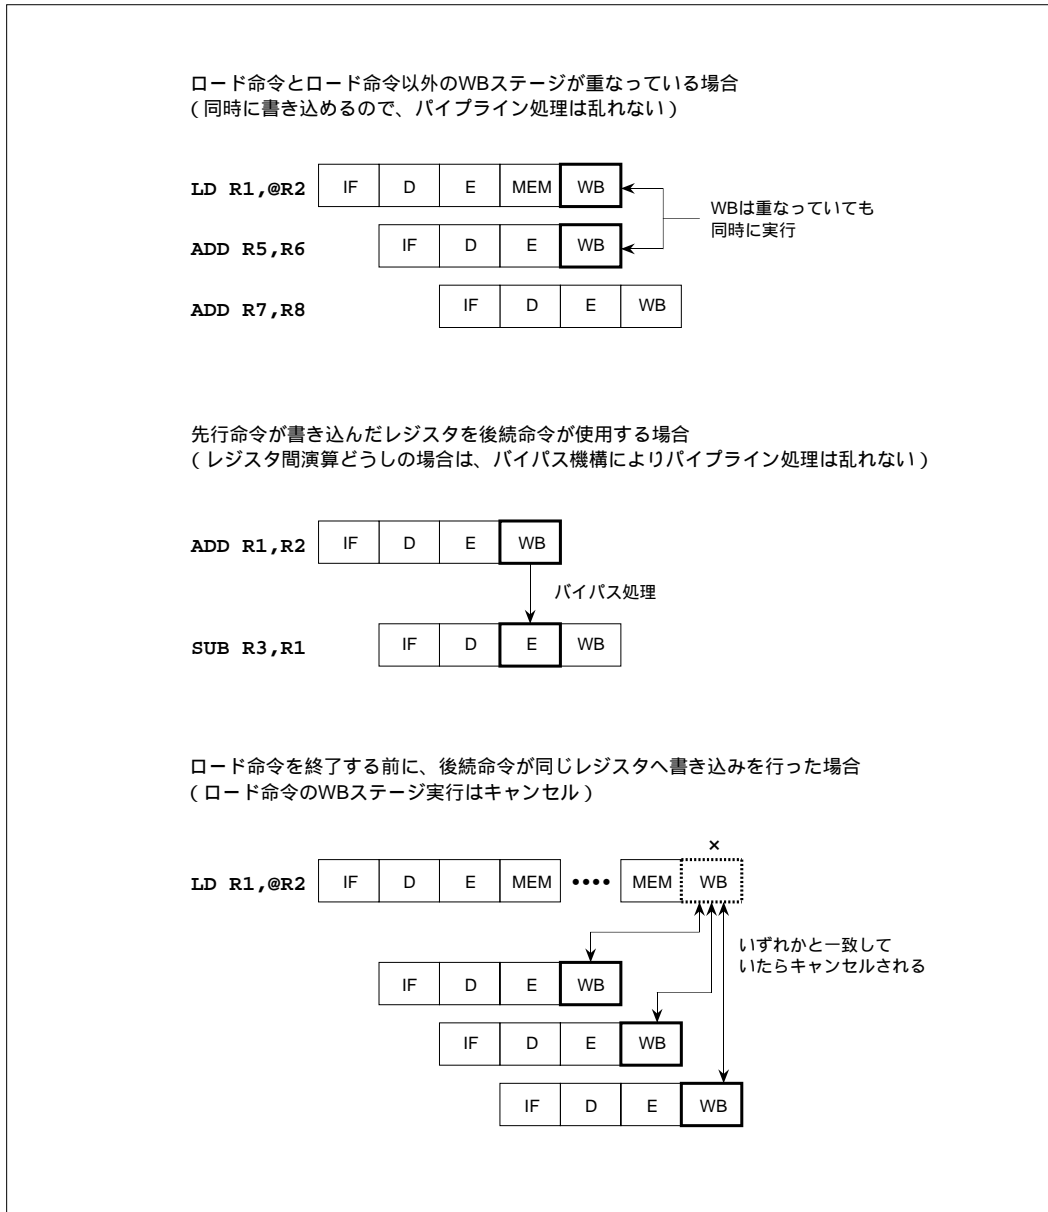 ロード命令とロード命令以外のWBステージが重なっている場合
(同時に書き込めるので、パイプライン処理は乱れない)
LD R1,@R2 IF D E MEM WB
WBは重なっていても
同時に実行
ADD R5,R6 IF D E WB
ADD R7,R8 IF D E WB
先行命令が書き込んだレジスタを後続命令が使用する場合
(レジスタ間演算どうしの場合は、バイパス機構によりパイプライン処理は乱れない)
ADD R1,R2 IF D E WB
バイパス処理
SUB R3,R1 IF D E WB
ロード命令を終了する前に、後続命令が同じレジスタへ書き込みを行った場合
(ロード命令のWBステージ実行はキャンセル)
×
LD R1,@R2 IF D E MEM •••• MEM WB
いずれかと一致して
いたらキャンセルされる
IF D E WB
IF D E WB
IF D E WB